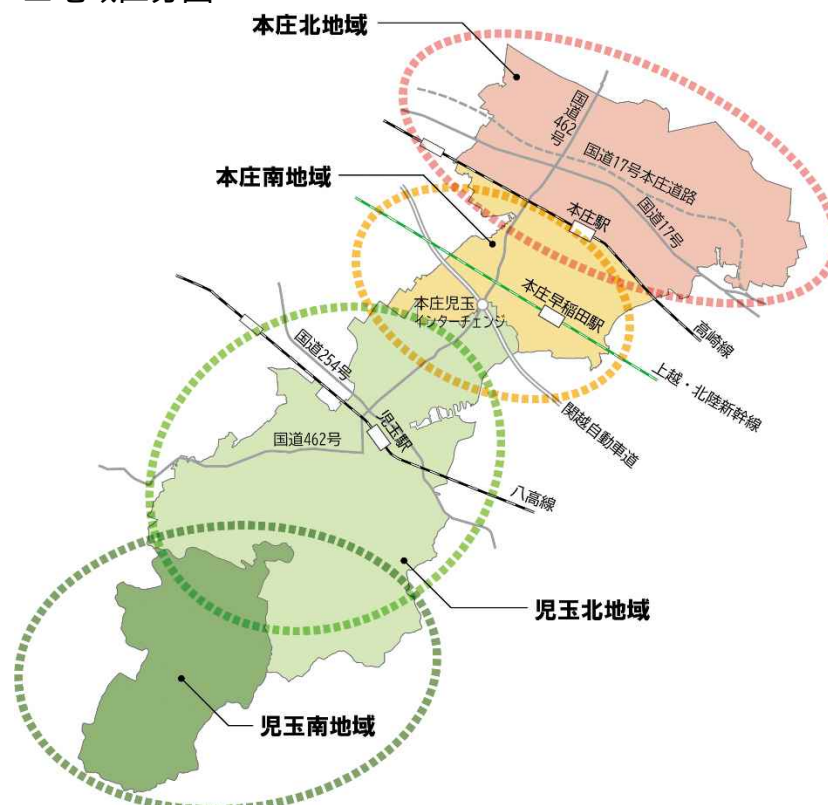 本庄北地域
国道462号
国道17号本庄道路
本庄南地域
本庄駅
国道17号
本庄児玉
インターチェンジ
本庄早稲田駅
高崎線
国道254号
上越・北陸新幹線
児玉駅
関越自動車道
国道462号
八高線
児玉北地域
児玉南地域